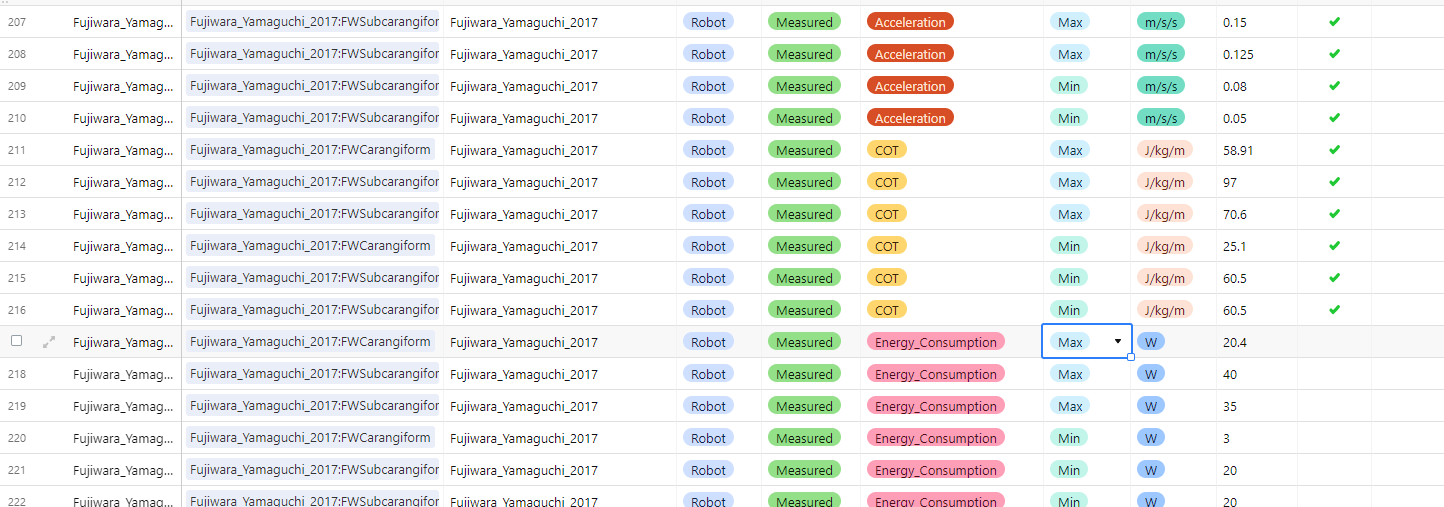 207 Fujiwara_Yamag... Fujiwara_Yamaguchi_2017:FWSubcarangifor Fujiwara_Yamaguchi_2017 Robot Measured Acceleration Max m/s/s 0.15
208 Fujiwara_Yamag... Fujiwara_Yamaguchi_2017:FWSubcarangifor Fujiwara_Yamaguchi_2017 Robot Measured Acceleration Max m/s/s 0.125
209 Fujiwara_Yamag... Fujiwara_Yamaguchi_2017:FWSubcarangifor Fujiwara_Yamaguchi_2017 Robot Measured Acceleration Min m/s/s 0.08
210 Fujiwara_Yamag... Fujiwara_Yamaguchi_2017:FWSubcarangifor Fujiwara_Yamaguchi_2017 Robot Measured Acceleration Min m/s/s 0.05
211 Fujiwara_Yamag... Fujiwara_Yamaguchi_2017:FWCarangiform Fujiwara_Yamaguchi_2017 Robot Measured COT Max J/kg/m 58.91
212 Fujiwara_Yamag... Fujiwara_Yamaguchi_2017:FWSubcarangifor Fujiwara_Yamaguchi_2017 Robot Measured COT Max J/kg/m 97
213 Fujiwara_Yamag... Fujiwara_Yamaguchi_2017:FWSubcarangifor Fujiwara_Yamaguchi_2017 Robot Measured COT Max J/kg/m 70.6
214 Fujiwara_Yamag... Fujiwara_Yamaguchi_2017:FWCarangiform Fujiwara_Yamaguchi_2017 Robot Measured COT Min J/kg/m 25.1
215 Fujiwara_Yamag... Fujiwara_Yamaguchi_2017:FWSubcarangifor Fujiwara_Yamaguchi_2017 Robot Measured COT Min J/kg/m 60.5
216 Fujiwara_Yamag... Fujiwara_Yamaguchi_2017:FWSubcarangifor Fujiwara_Yamaguchi_2017 Robot Measured COT Min J/kg/m 60.5
Fujiwara_Yamag... Fujiwara_Yamaguchi_2017:FWCarangiform Fujiwara_Yamaguchi_2017 Robot Measured Energy_Consumption Max W 20.4
218 Fujiwara_Yamag... Fujiwara_Yamaguchi_2017:FWSubcarangifor Fujiwara_Yamaguchi_2017 Robot Measured Energy_Consumption Max W 40
219 Fujiwara_Yamag... Fujiwara_Yamaguchi_2017:FWSubcarangifor Fujiwara_Yamaguchi_2017 Robot Measured Energy_Consumption Max W 35
220 Fujiwara_Yamag... Fujiwara_Yamaguchi_2017:FWCarangiform Fujiwara_Yamaguchi_2017 Robot Measured Energy_Consumption Min W 3
221 Fujiwara_Yamag... Fujiwara_Yamaguchi_2017:FWSubcarangifor Fujiwara_Yamaguchi_2017 Robot Measured Energy_Consumption Min W 20
222 Fujiwara_Yamag... Fujiwara_Yamaguchi_2017:FWSubcarangifor Fujiwara_Yamaguchi_2017 Robot Measured Energy_Consumption Min W 20